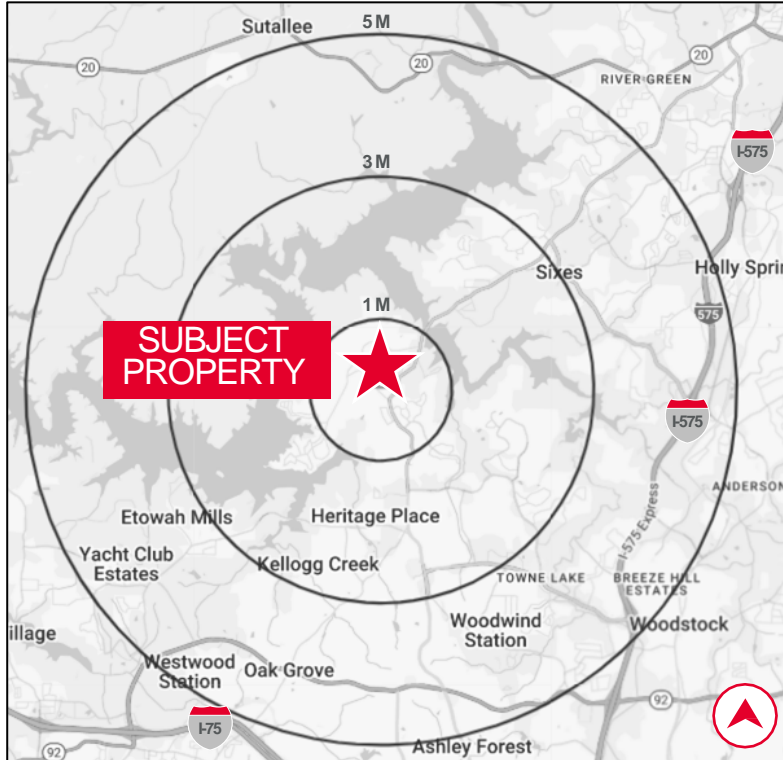 Sutallee
5 M
20
20
20
RIVER GREEN
I-575
3 M
Sixes
Holly Sprin
1 M
575
SUBJECT
PROPERTY
I-575
ANDERSON
Etowah Mills
Heritage Place
I-575 Express
Yacht Club
Estates
Kellogg Creek
TOWNE LAKE
BREEZE HILL
ESTATES
Woodwind
Station
Woodstock
illage
Westwood
Station
Oak Grove
92
I-75
92
Ashley Forest